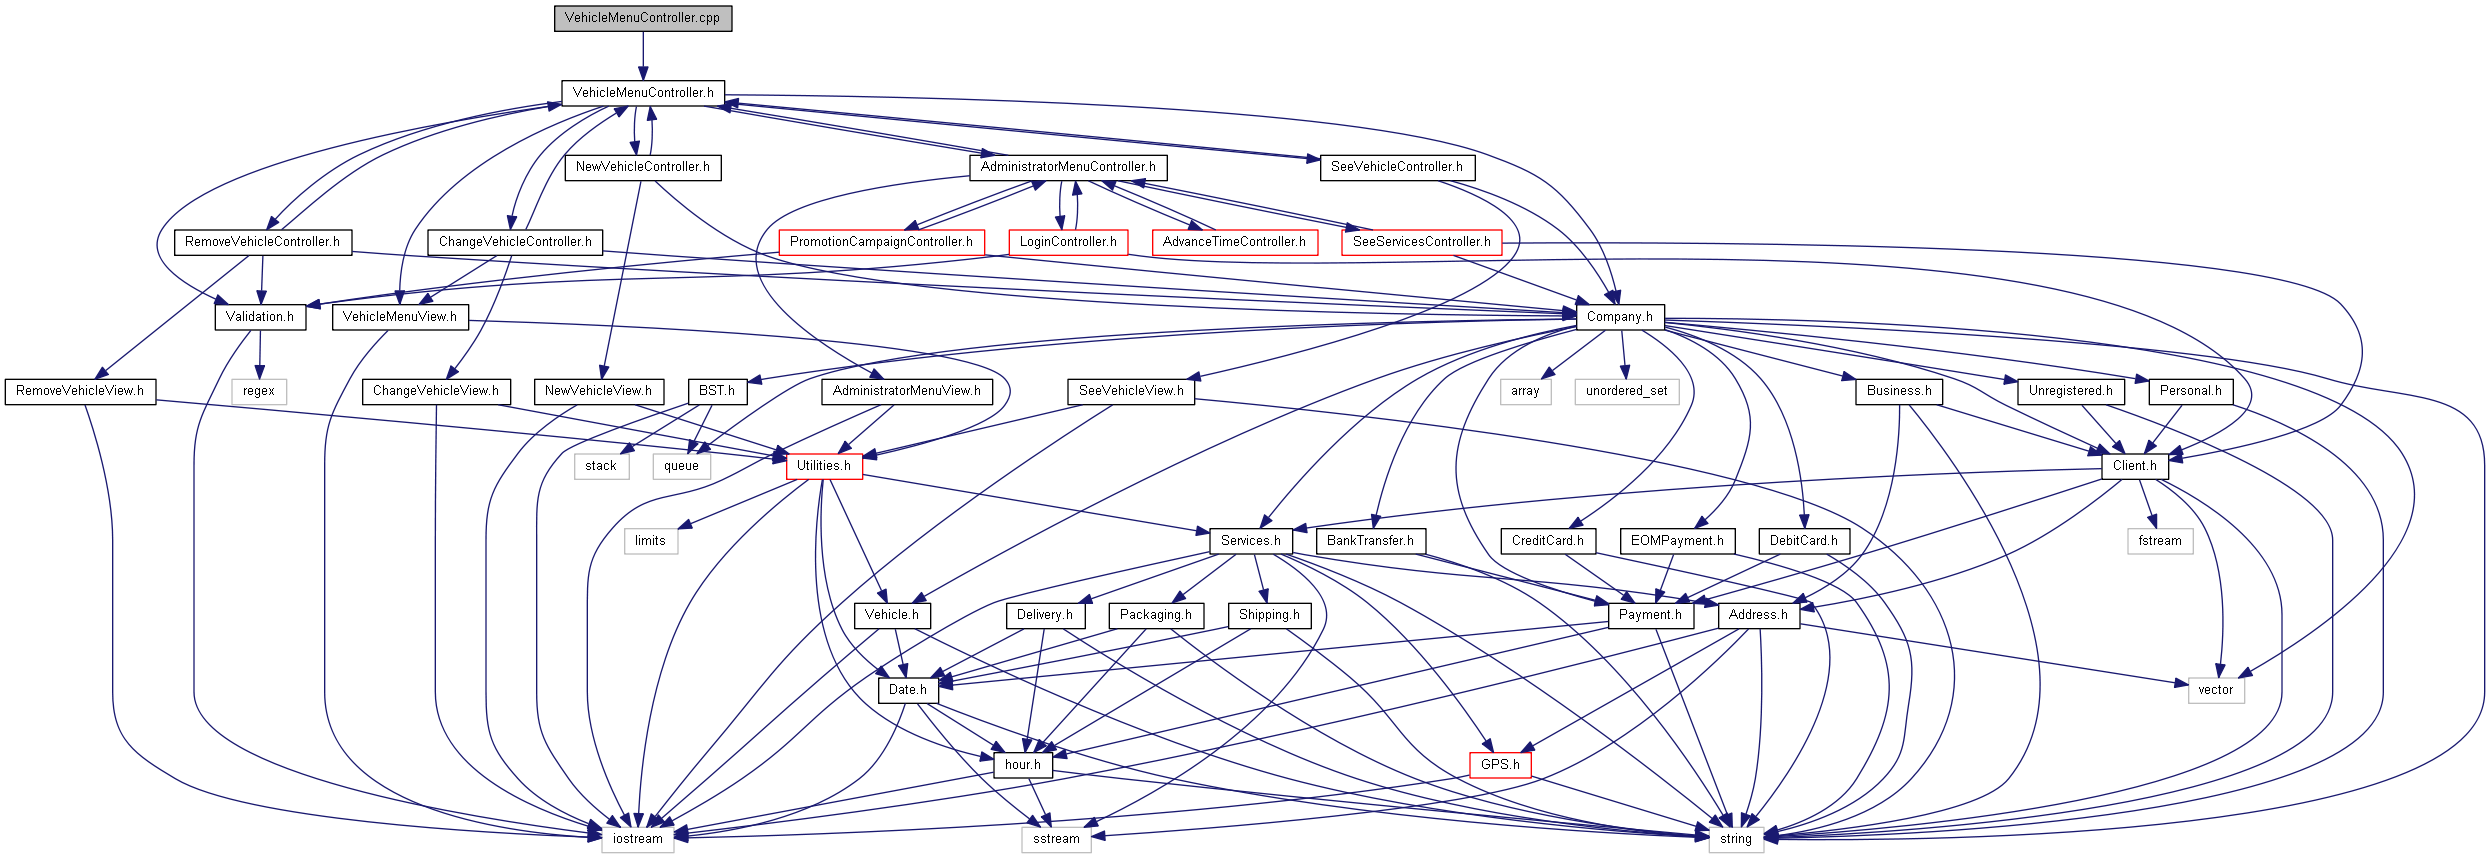 VehicleMenuController.cpp
VehicleMenuController.h
NewVehicleController.h
AdministratorMenuController.h
SeeVehicleController.h
RemoveVehicleController.h
ChangeVehicleController.h
PromotionCampaignController.h
LoginController.h
AdvanceTimeController.h
SeeServicesController.h
Validation.h
VehicleMenuView.h
Company.h
RemoveVehicleView.h
regex
ChangeVehicleView.h
NewVehicleView.h
BST.h
AdministratorMenuView.h
SeeVehicleView.h
array
unordered_set
Business.h
Unregistered.h
Personal.h
stack
queue
Utilities.h
Client.h
limits
Services.h
BankTransfer.h
CreditCard.h
EOMPayment.h
DebitCard.h
fstream
Vehicle.h
Delivery.h
Packaging.h
Shipping.h
Payment.h
Address.h
Date.h
vector
hour.h
GPS.h
iostream
sstream
string